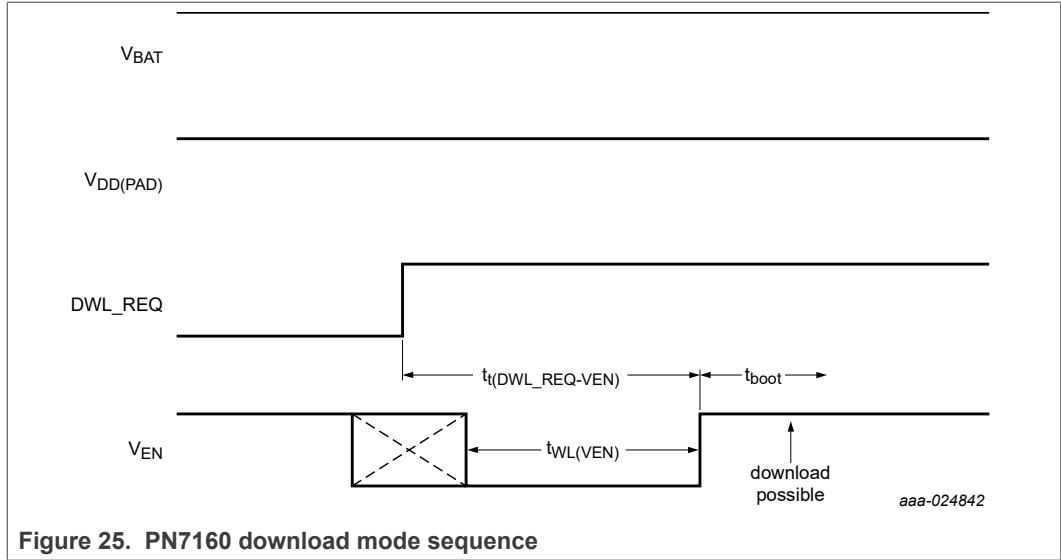 VBAT
VDD(PAD)
DWL_REQ
tt(DWL_REQ-VEN)
tboot
VEN
tWL(VEN)
download
possible
aaa-024842
Figure 25. PN7160 download mode sequence